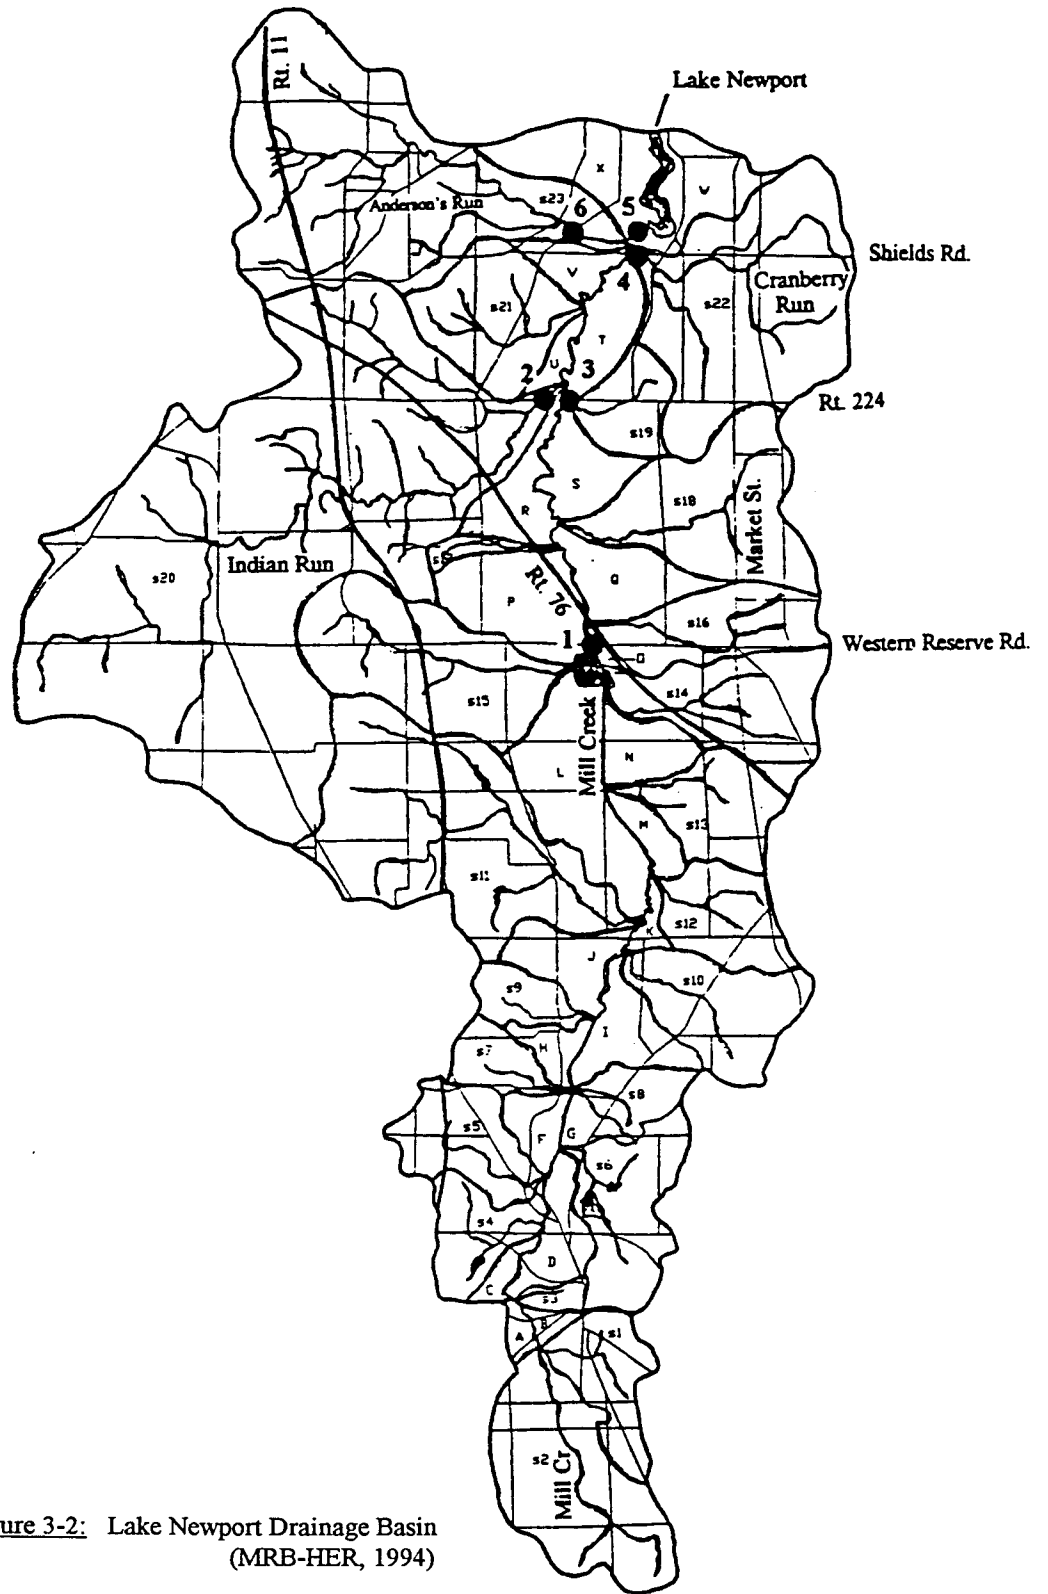 Rt. 11
Lake Newport
X
W
s23
Anderson's Run
6
5
Shields Rd.
V
4
Cranberry
Run
s21
s22
T
U
2
3
Rt. 224
s19
S
s18
R
Market St.
Indian Run
s20
Q
P
Rt. 76
s16
1
Western Reserve Rd.
O
s15
s14
Mill Creek
N
L
M
s13
s11
s12
K
J
s10
s9
I
H
s7
s8
s5
F
G
s6
s4
D
C
s3
B
A
s1
s2
Mill Cr
ure 3-2: Lake Newport Drainage Basin
(MRB-HER, 1994)